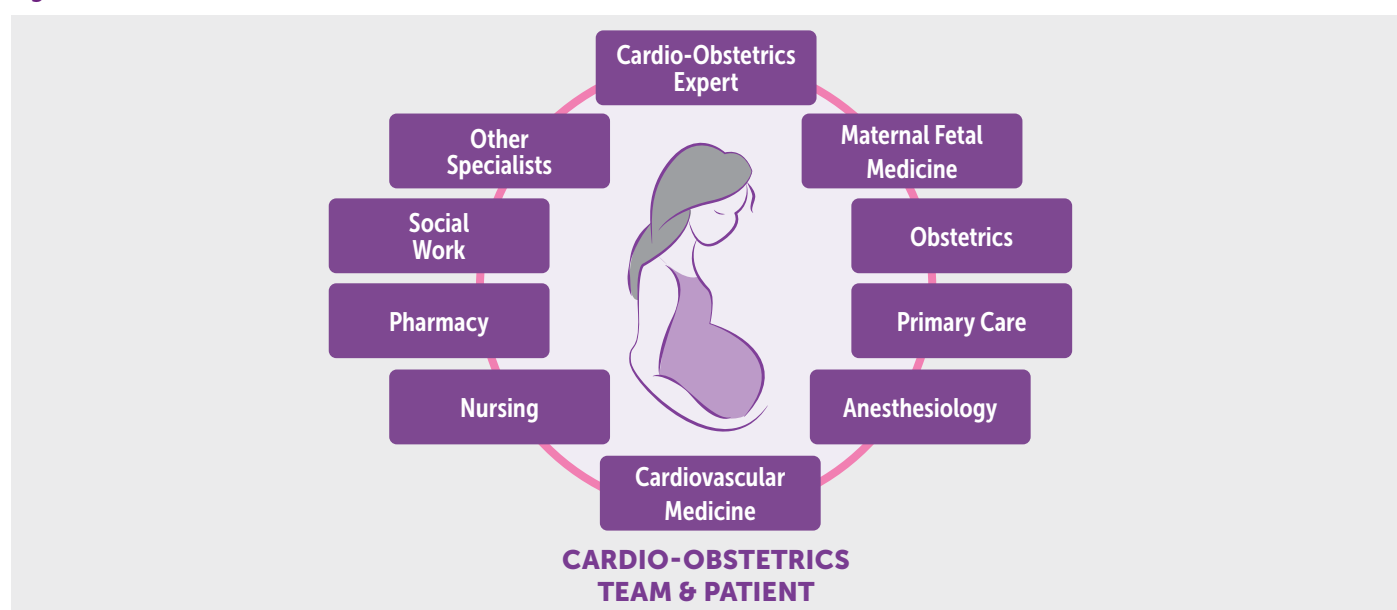 Cardio-Obstetrics
Expert
Maternal Fetal
Medicine
Obstetrics
Primary Care
Anesthesiology
Cardiovascular
Medicine
Nursing
Pharmacy
Social
Work
Other
Specialists
CARDIO-OBSTETRICS
TEAM & PATIENT